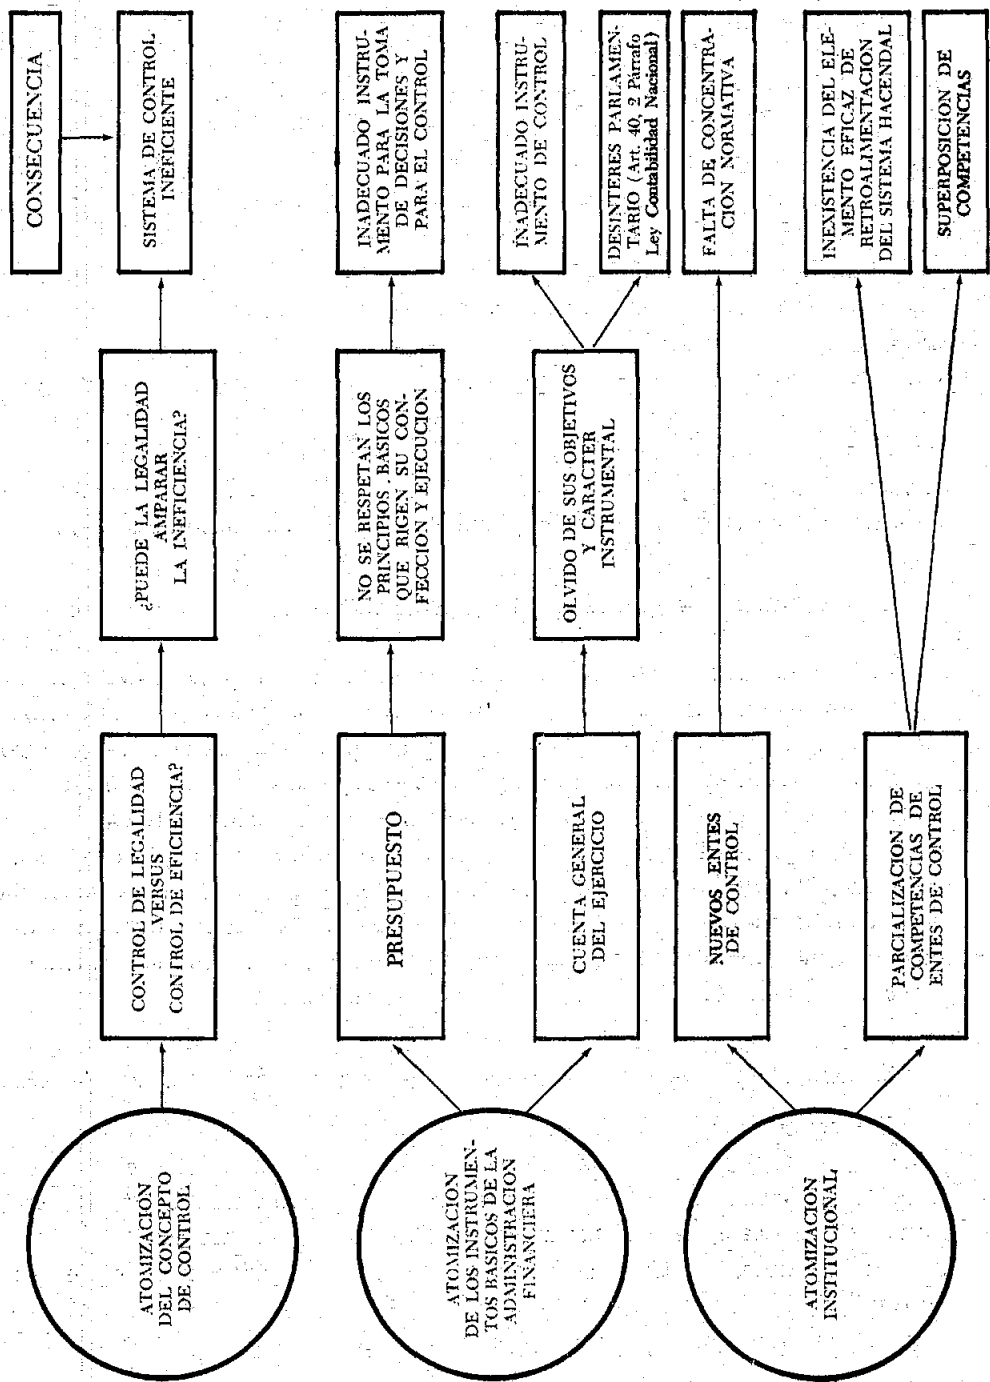 CONSECUENCIA
ATOMIZACION
DEL CONCEPTO
DE CONTROL
CONTROL DE LEGALIDAD
VERSUS
CONTROL DE EFICIENCIA?
¿PUEDE LA LEGALIDAD
AMPARAR
LA INEFICIENCIA?
SISTEMA DE CONTROL
INEFICIENTE
ATOMIZACION
DE LOS INSTRUMEN-
TOS BASICOS DE LA
ADMINISTRACION
FINANCIERA
PRESUPUESTO
NO SE RESPETAN LOS
PRINCIPIOS BASICOS
QUE RIGEN SU CON-
FECCION Y EJECUCION
INADECUADO INSTRU-
MENTO PARA LA TOMA
DE DECISIONES Y
PARA EL CONTROL
CUENTA GENERAL
DEL EJERCICIO
OLVIDO DE SUS OBJETIVOS
Y CARACTER
INSTRUMENTAL
INADECUADO INSTRU-
MENTO DE CONTROL
DESINTERES PARLAMEN-
TARIO (Art. 40, 2 Párrafo
Ley Contabilidad Nacional)
ATOMIZACION
INSTITUCIONAL
NUEVOS ENTES
DE CONTROL
FALTA DE CONCENTRA-
CION NORMATIVA
PARCIALIZACION DE
COMPETENCIAS DE
ENTES DE CONTROL
INEXISTENCIA DEL ELE-
MENTO EFICAZ DE
RETROALIMENTACION
DEL SISTEMA HACENDAL
SUPERPOSICION DE
COMPETENCIAS